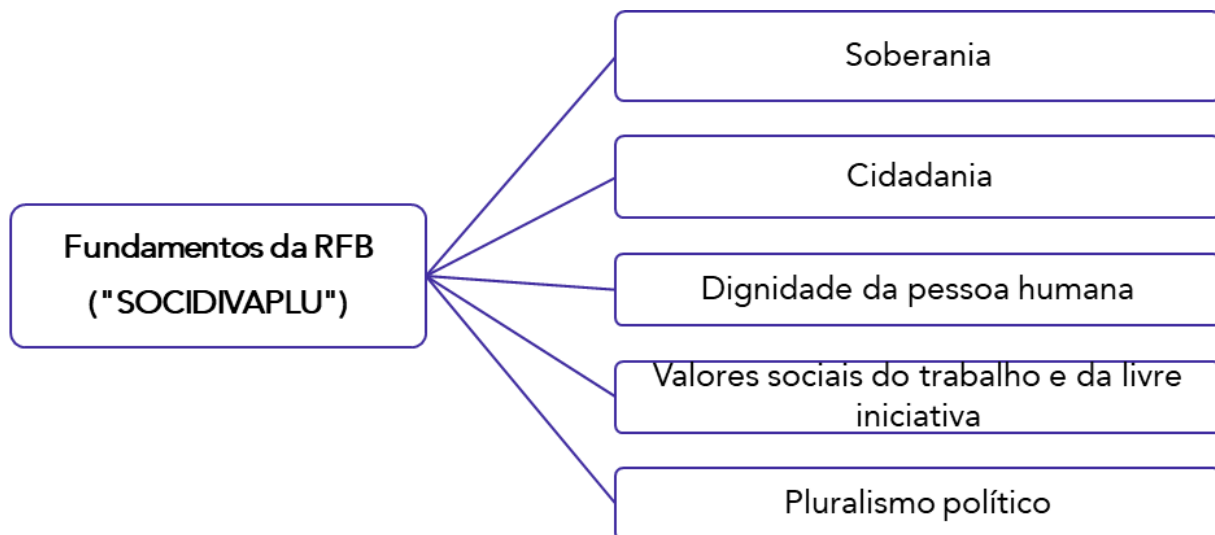 Fundamentos da RFB
("SOCIDIVAPLU")
Soberania
Cidadania
Dignidade da pessoa humana
Valores sociais do trabalho e da livre
iniciativa
Pluralismo político